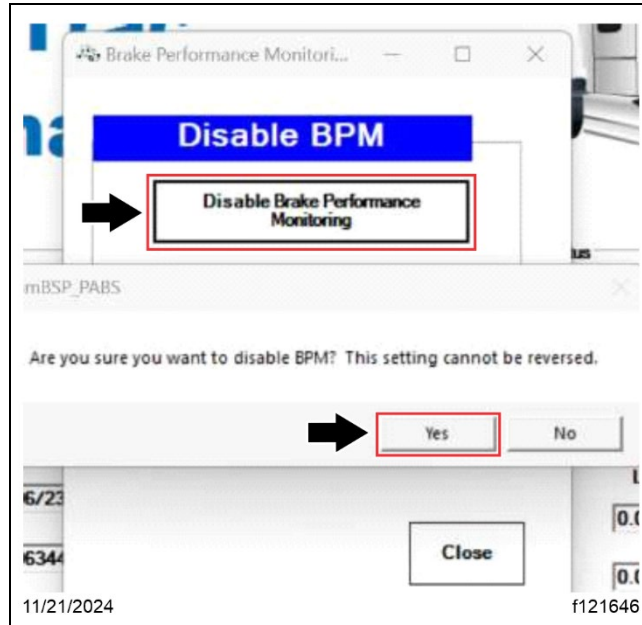 Brake Performance Monitori...
Disable BPM
Disable Brake Performance
Monitoring
mBSP_PABS
Are you sure you want to disable BPM? This setting cannot be reversed.
Yes
No
6/23
0.0
6344
Close
0.0
11/21/2024
f121646